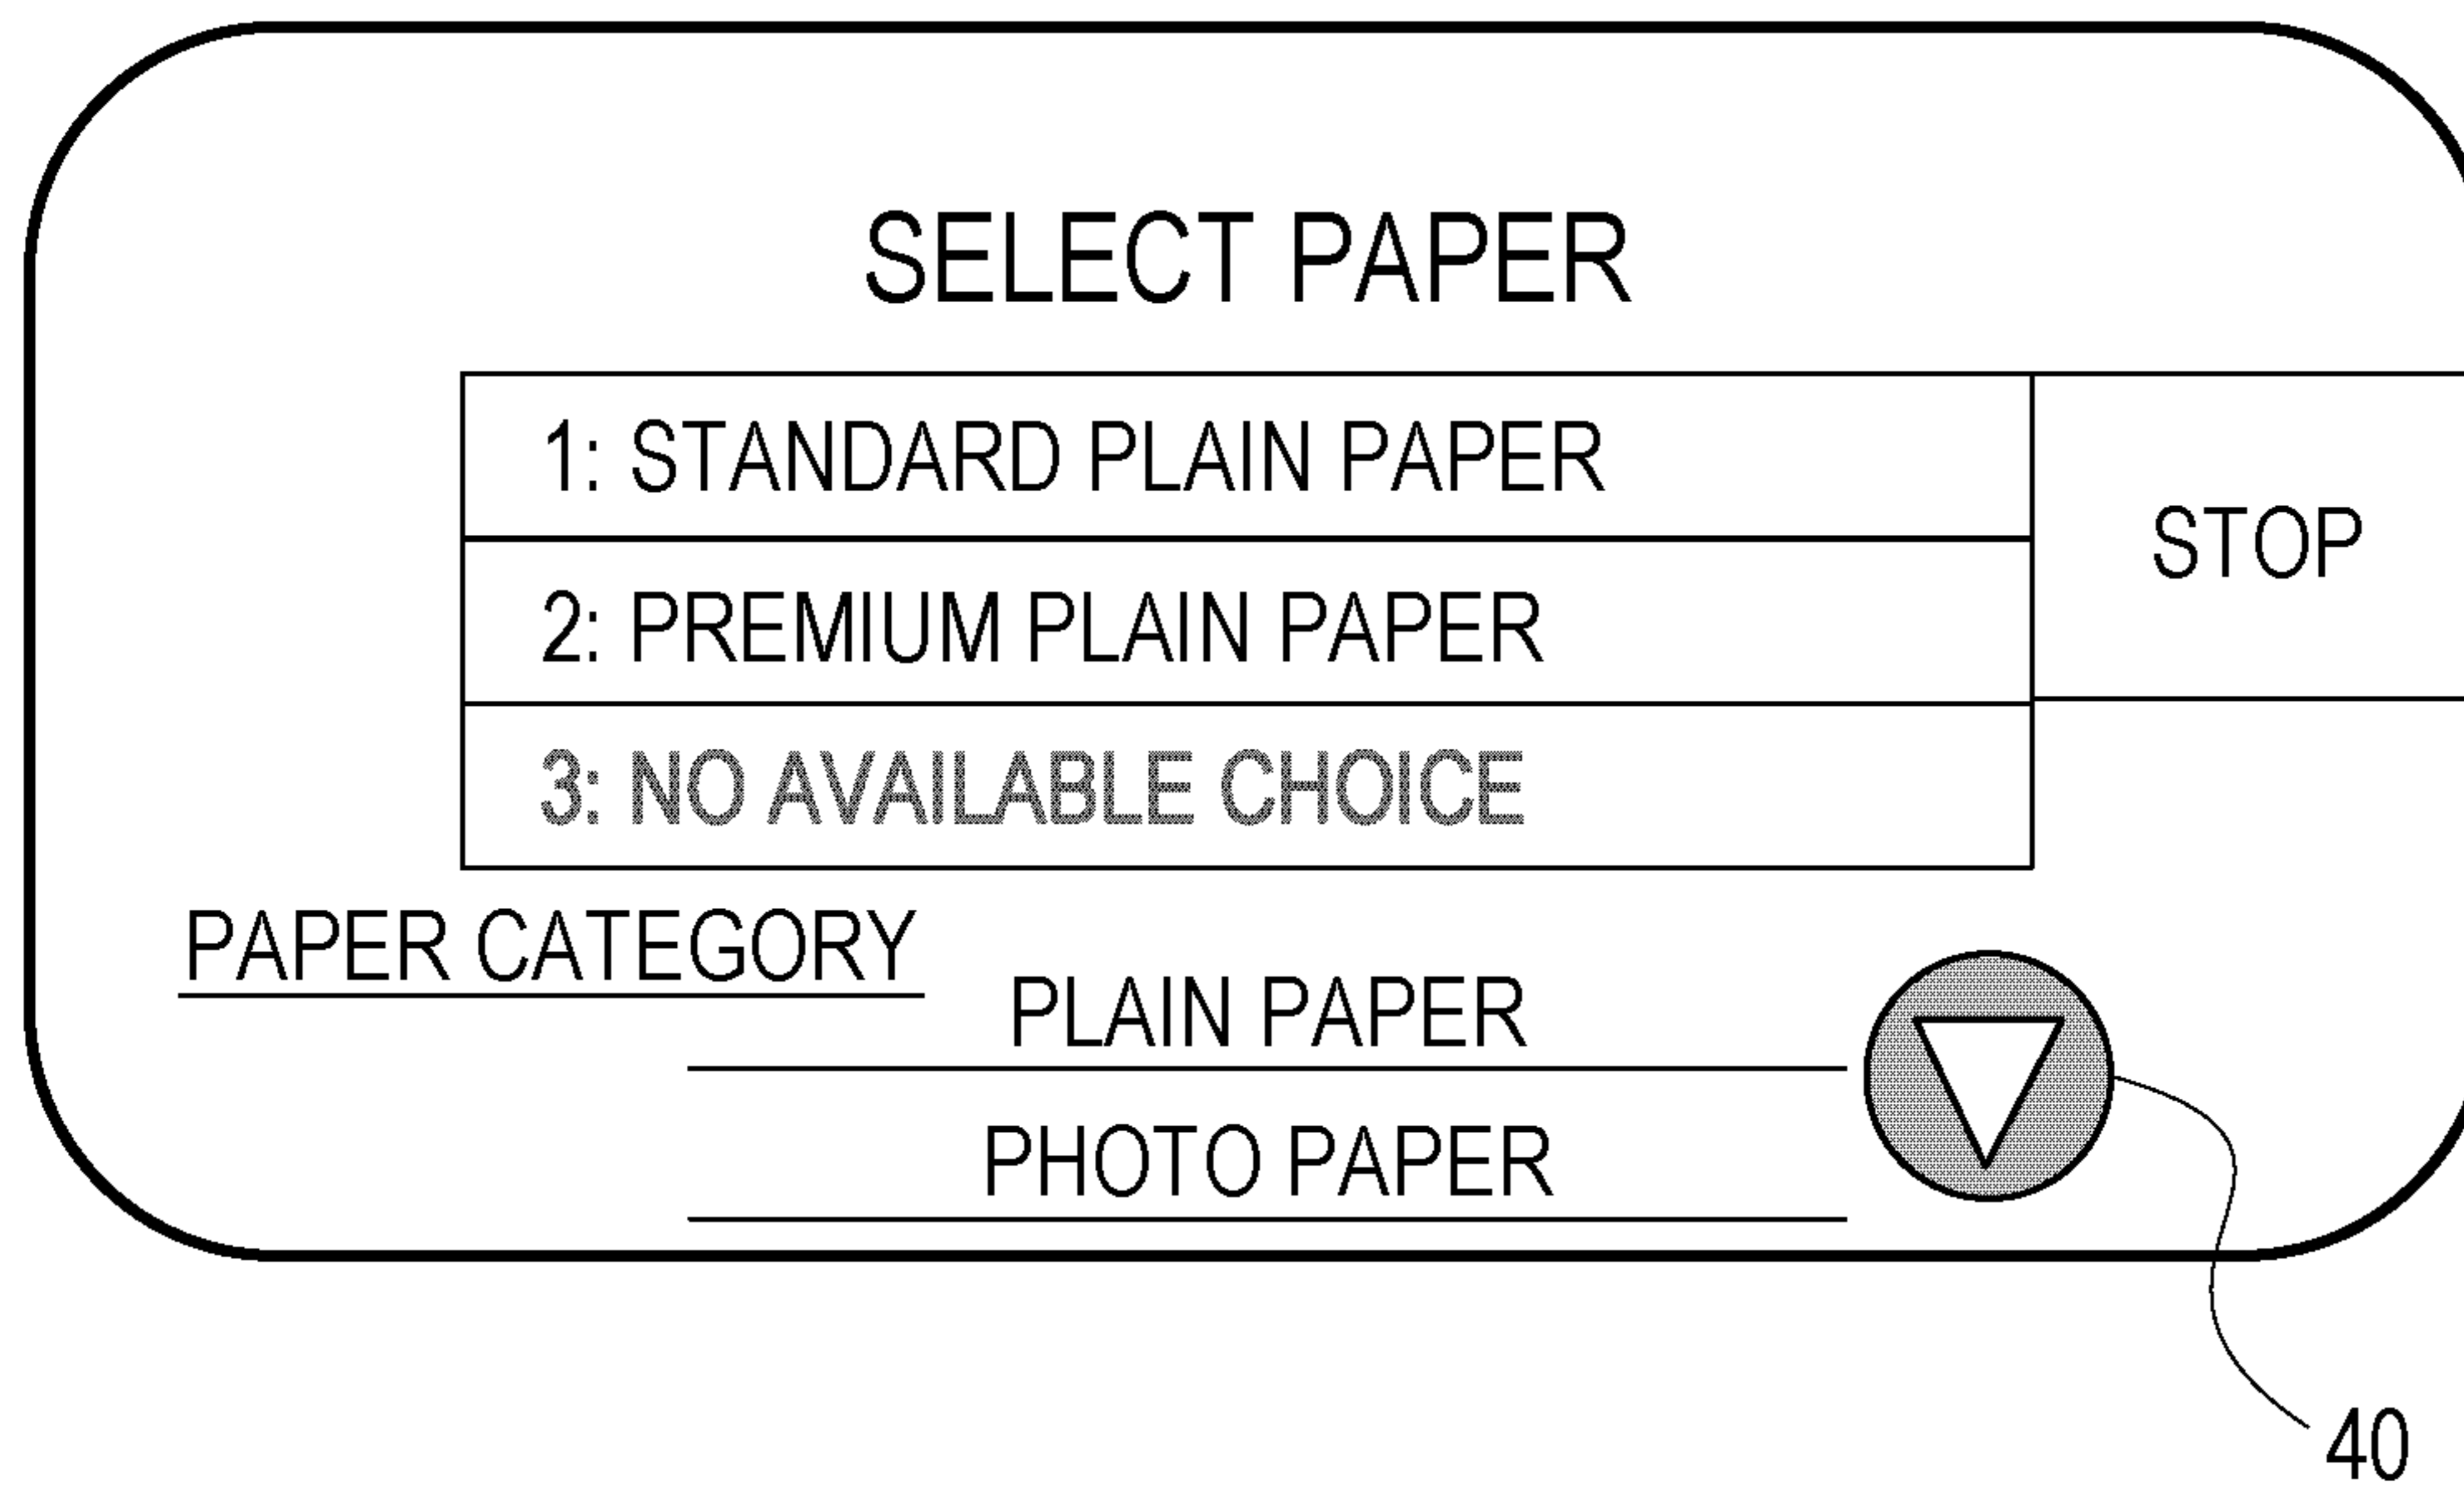 SELECT PAPER
1: STANDARD PLAIN PAPER
STOP
2: PREMIUM PLAIN PAPER
3: NO AVAILABLE CHOICE
PAPER CATEGORY
PLAIN PAPER
PHOTO PAPER
40